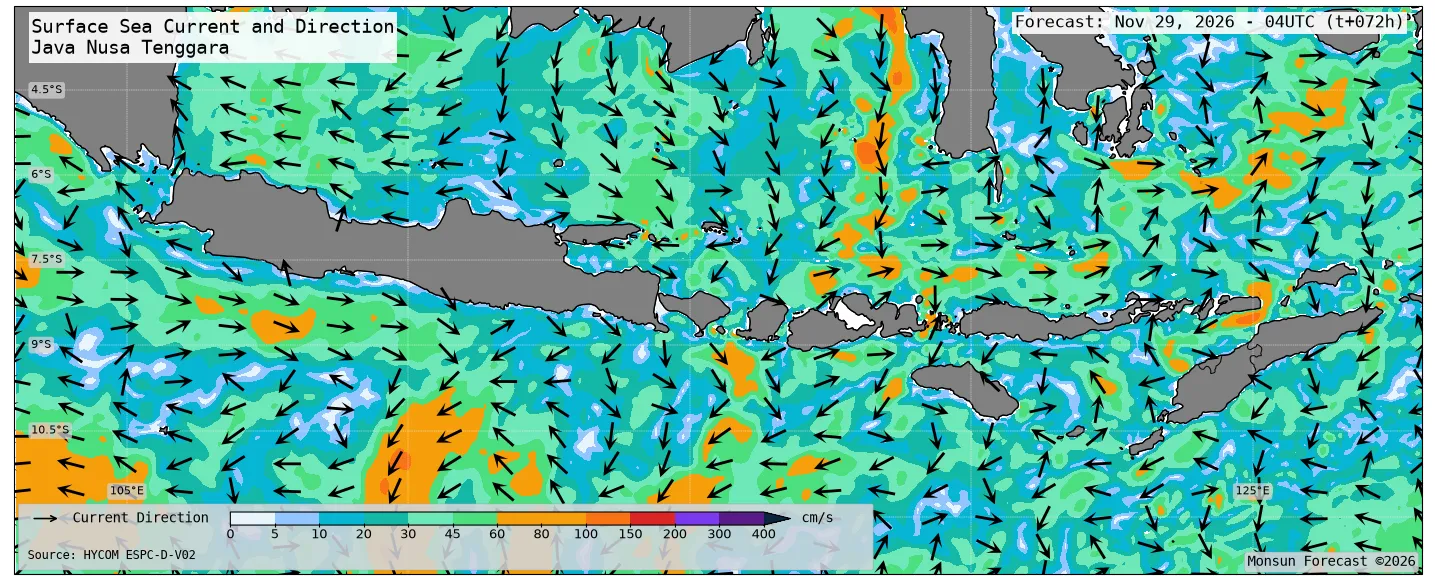 Surface Sea Current and Direction
Java Nusa Tenggara
Forecast: Nov 29, 2026 - 04UTC (t+072h)
4.5°S
6°S
7.5°S
9°S
10.5°S
105°E
125°E
Current Direction
0 5 10 20 30 45 60 80 100 150 200 300 400 cm/s
Source: HYCOM ESPC-D-V02
Monsun Forecast ©2026